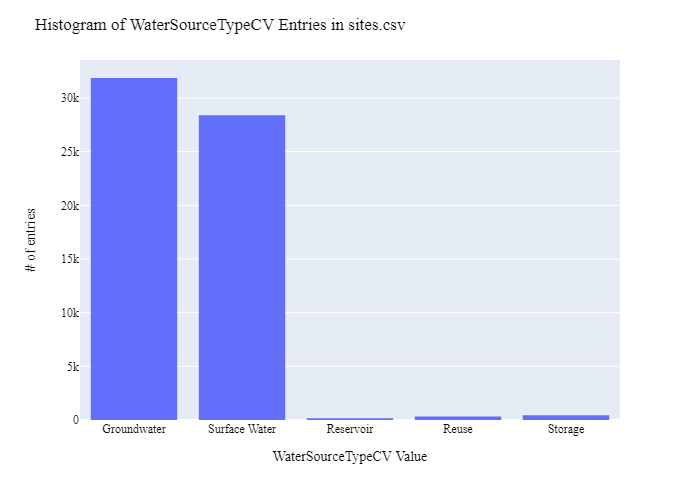 Histogram of WaterSourceTypeCV Entries in sites.csv
# of entries
30k
25k
20k
15k
10k
5k
0
Groundwater Surface Water Reservoir Reuse Storage
WaterSourceTypeCV Value